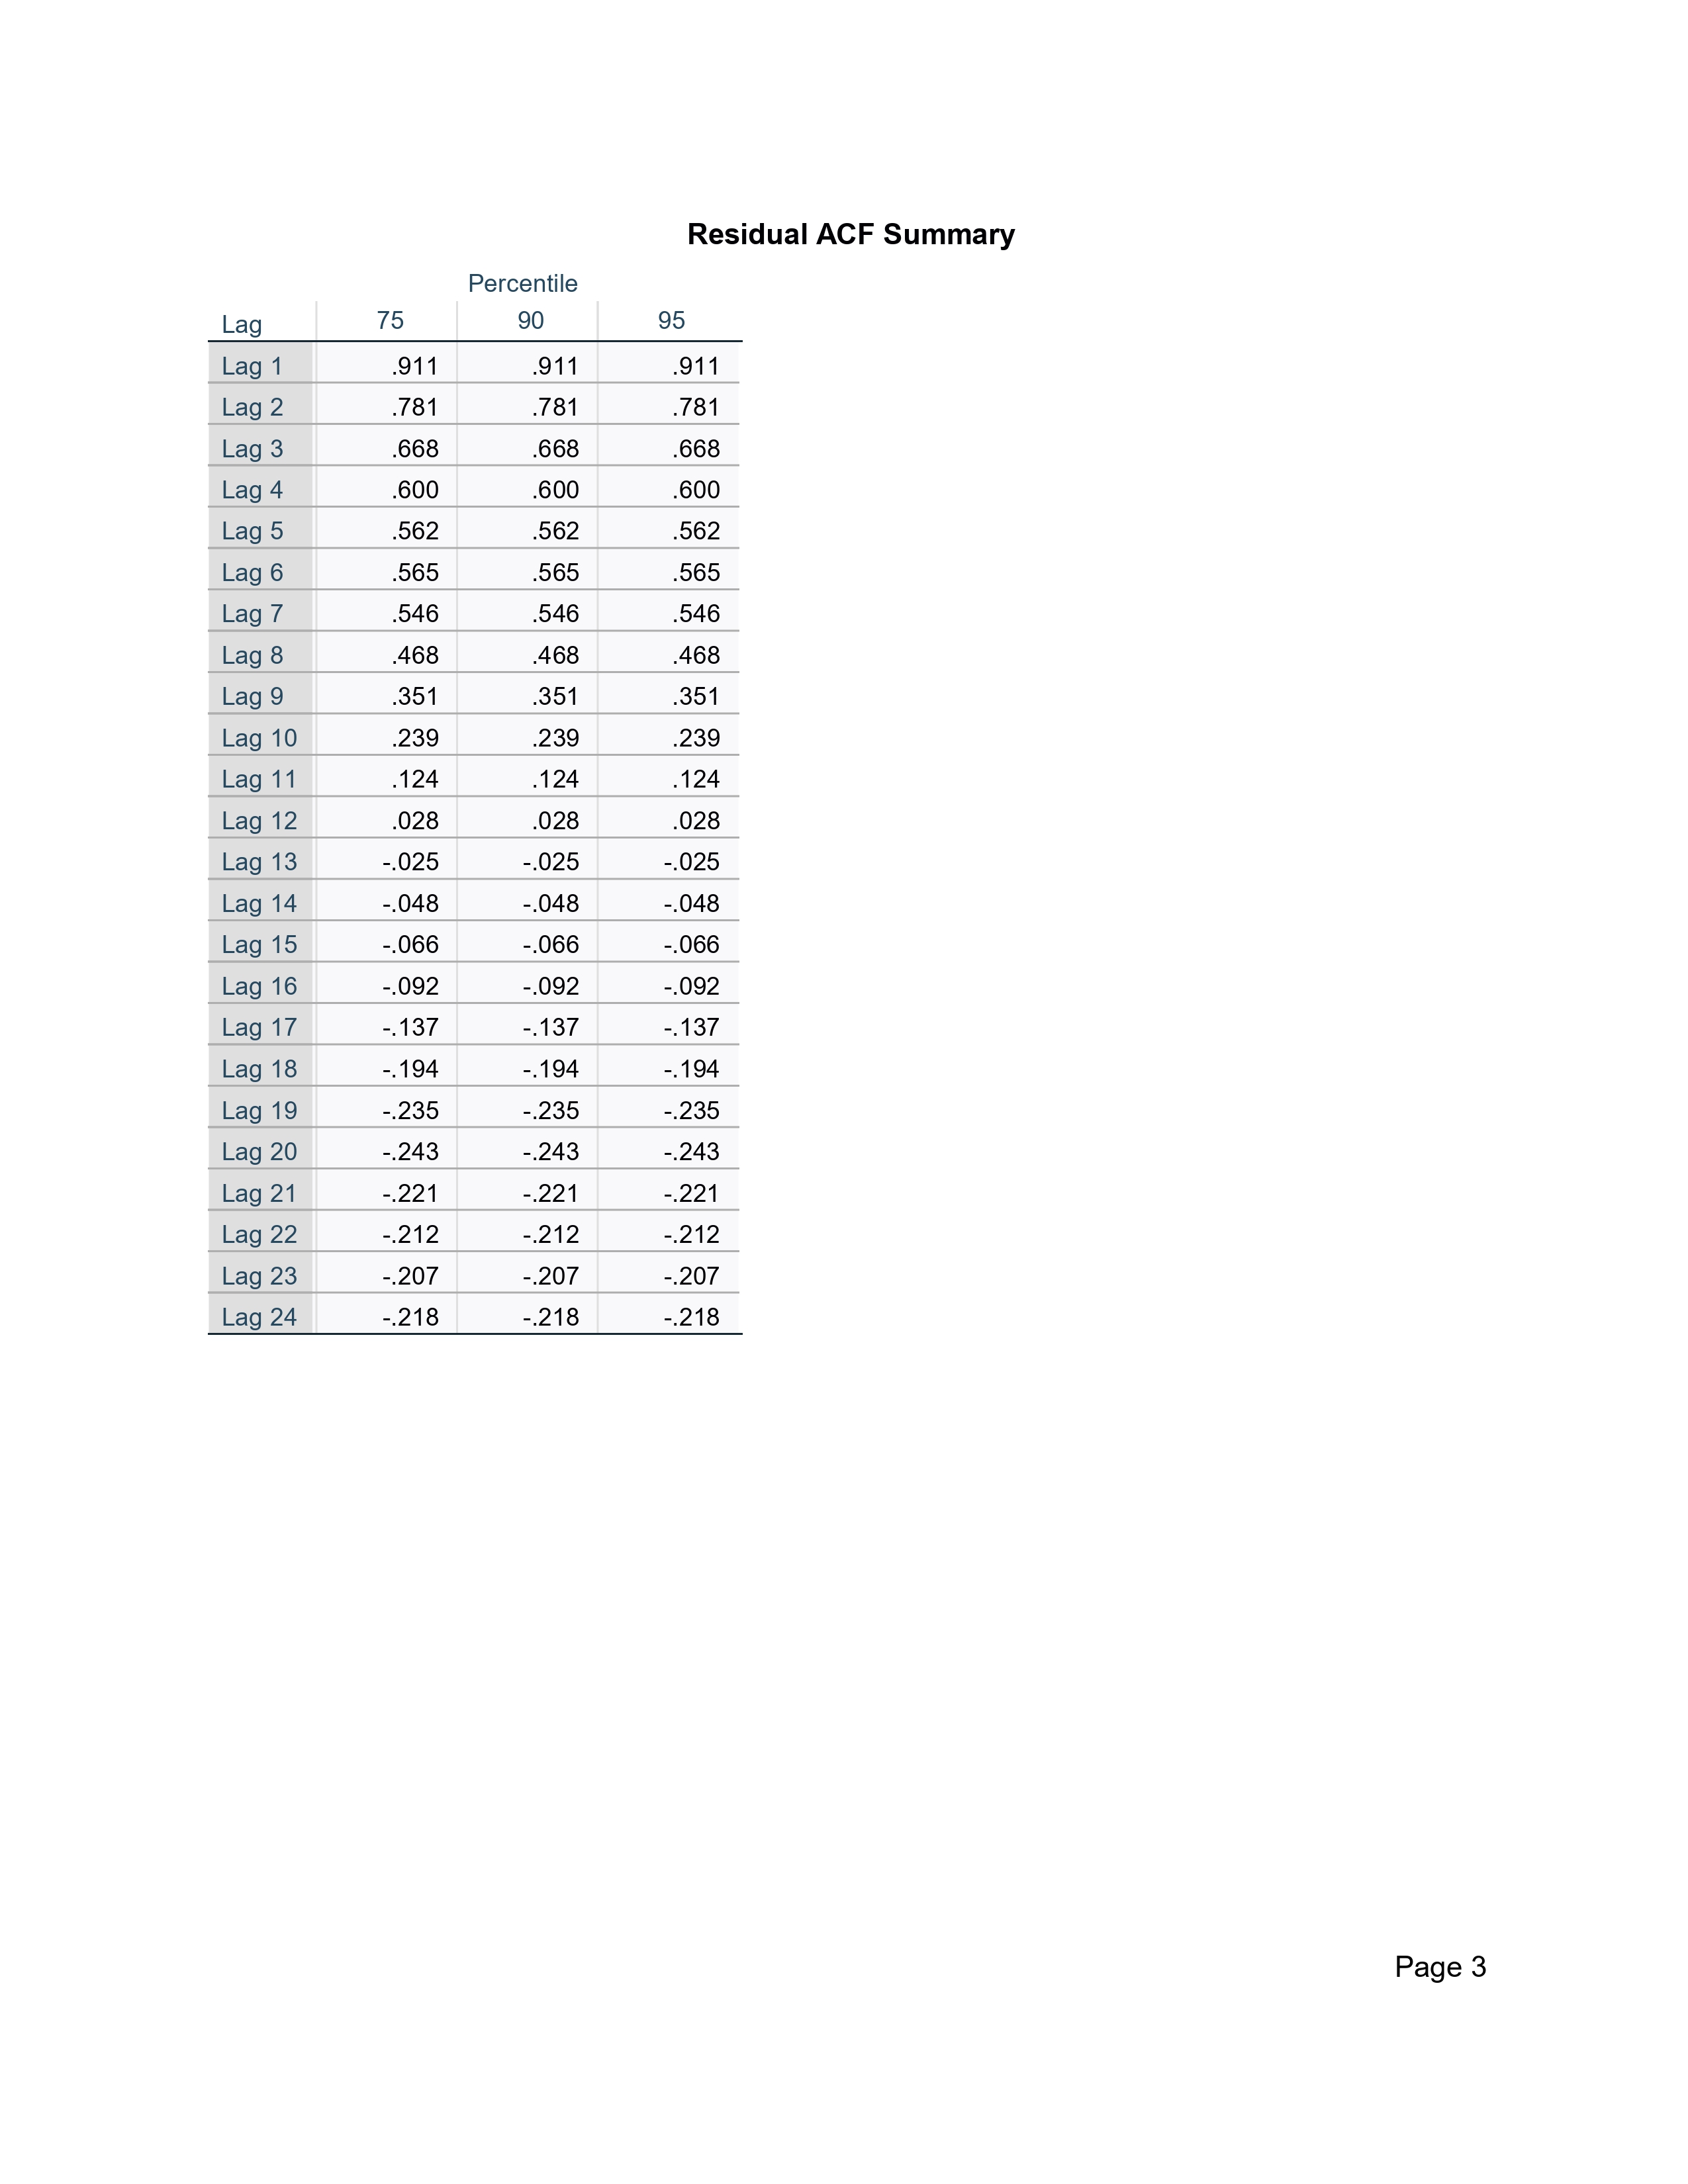 Residual ACF Summary
Percentile
Lag 75 90 95
Lag 1 .911 .911 .911
Lag 2 .781 .781 .781
Lag 3 .668 .668 .668
Lag 4 .600 .600 .600
Lag 5 .562 .562 .562
Lag 6 .565 .565 .565
Lag 7 .546 .546 .546
Lag 8 .468 .468 .468
Lag 9 .351 .351 .351
Lag 10 .239 .239 .239
Lag 11 .124 .124 .124
Lag 12 .028 .028 .028
Lag 13 -.025 -.025 -.025
Lag 14 -.048 -.048 -.048
Lag 15 -.066 -.066 -.066
Lag 16 -.092 -.092 -.092
Lag 17 -.137 -.137 -.137
Lag 18 -.194 -.194 -.194
Lag 19 -.235 -.235 -.235
Lag 20 -.243 -.243 -.243
Lag 21 -.221 -.221 -.221
Lag 22 -.212 -.212 -.212
Lag 23 -.207 -.207 -.207
Lag 24 -.218 -.218 -.218
Page 3